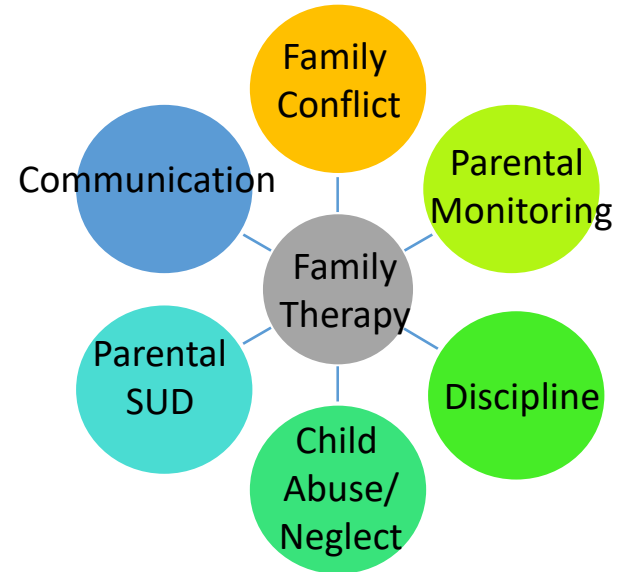 Family
Conflict
Communication
Parental
Monitoring
Family
Therapy
Parental
SUD
Discipline
Child
Abuse/
Neglect